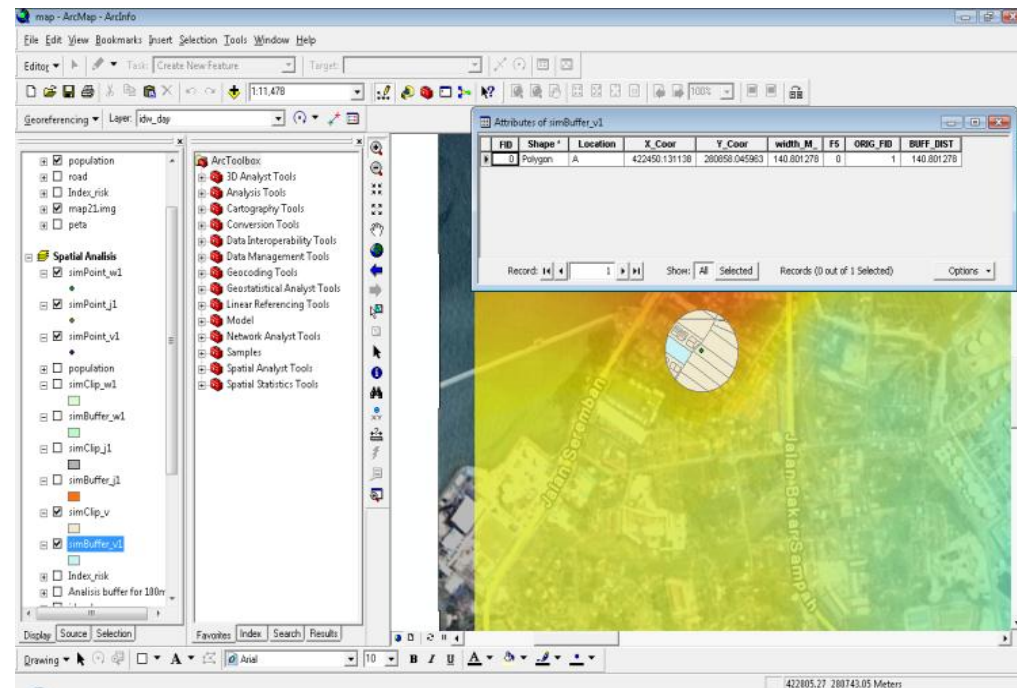 map - ArcMap - ArcInfo
File Edit View Bookmarks Insert Selection Tools Window Help
Editor Task: Create New Feature Target:
1:11,478 100%
Georeferencing Layer: idw_day
population
road
Index_risk
map21.img
peta
Spatial Analisis
simPoint_w1
simPoint_j1
simPoint_v1
population
simClip_w1
simBuffer_w1
simClip_j1
simBuffer_j1
simClip_v
simBuffer_v1
Index_risk
Analisis buffer for 100m
Display Source Selection
ArcToolbox
3D Analyst Tools
Analysis Tools
Cartography Tools
Conversion Tools
Data Interoperability Tools
Data Management Tools
Geocoding Tools
Geostatistical Analyst Tools
Linear Referencing Tools
Model
Network Analyst Tools
Samples
Spatial Analyst Tools
Spatial Statistics Tools
Favorites Index Search Results
Attributes of simBuffer_v1
FID Shape * Location X_Coor Y_Coor width_M_ F5 ORIG_FID BUFF_DIST
0 Polygon A 422450.131138 280858.045963 140.801278 0 1 140.801278
Record: 1 Show: All Selected Records (0 out of 1 Selected) Options
Jalan Seremban
Jalan Bakar Sampah
Drawing A Arial 10 B I U A
422805.27 280743.05 Meters